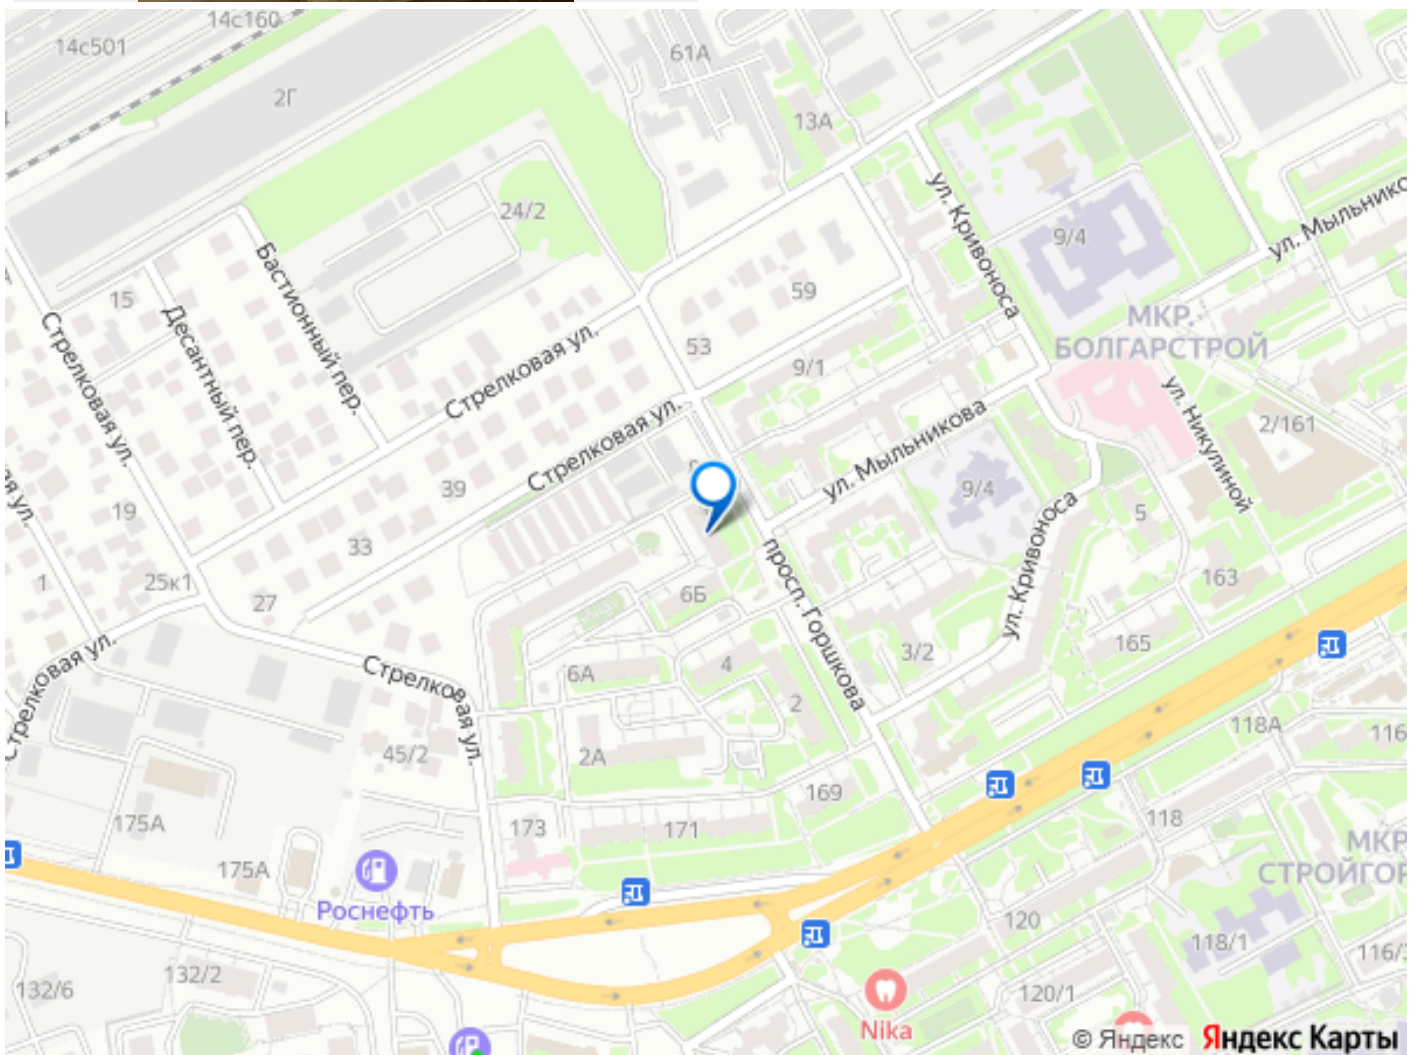 14с160
14с501
61А
2Г
13А
24/2
ул. Кривоноса
9/4
ул. Мыльнико
Бастионный пер.
15
59
Десантный пер.
Стрелковая ул.
МКР.
БОЛГАРСТРОЙ
53
9/1
Стрелковая ул.
ул. Никулиной
Стрелковая ул.
ул. Мыльникова
2/161
39
9/4
ая ул.
19
5
33
ул. Кривоноса
просп. Горшкова
1
25к1
27
6Б
163
Стрелковая ул.
3/2
165
Стрелковая ул.
6А
4
2
118А
116
45/2
2А
169
175А
173
171
118
МКР
СТРОЙГОР
175А
Роснефть
120
118/1
116/3
132/2
132/6
120/1
Nika
© Яндекс Яндекс Карты